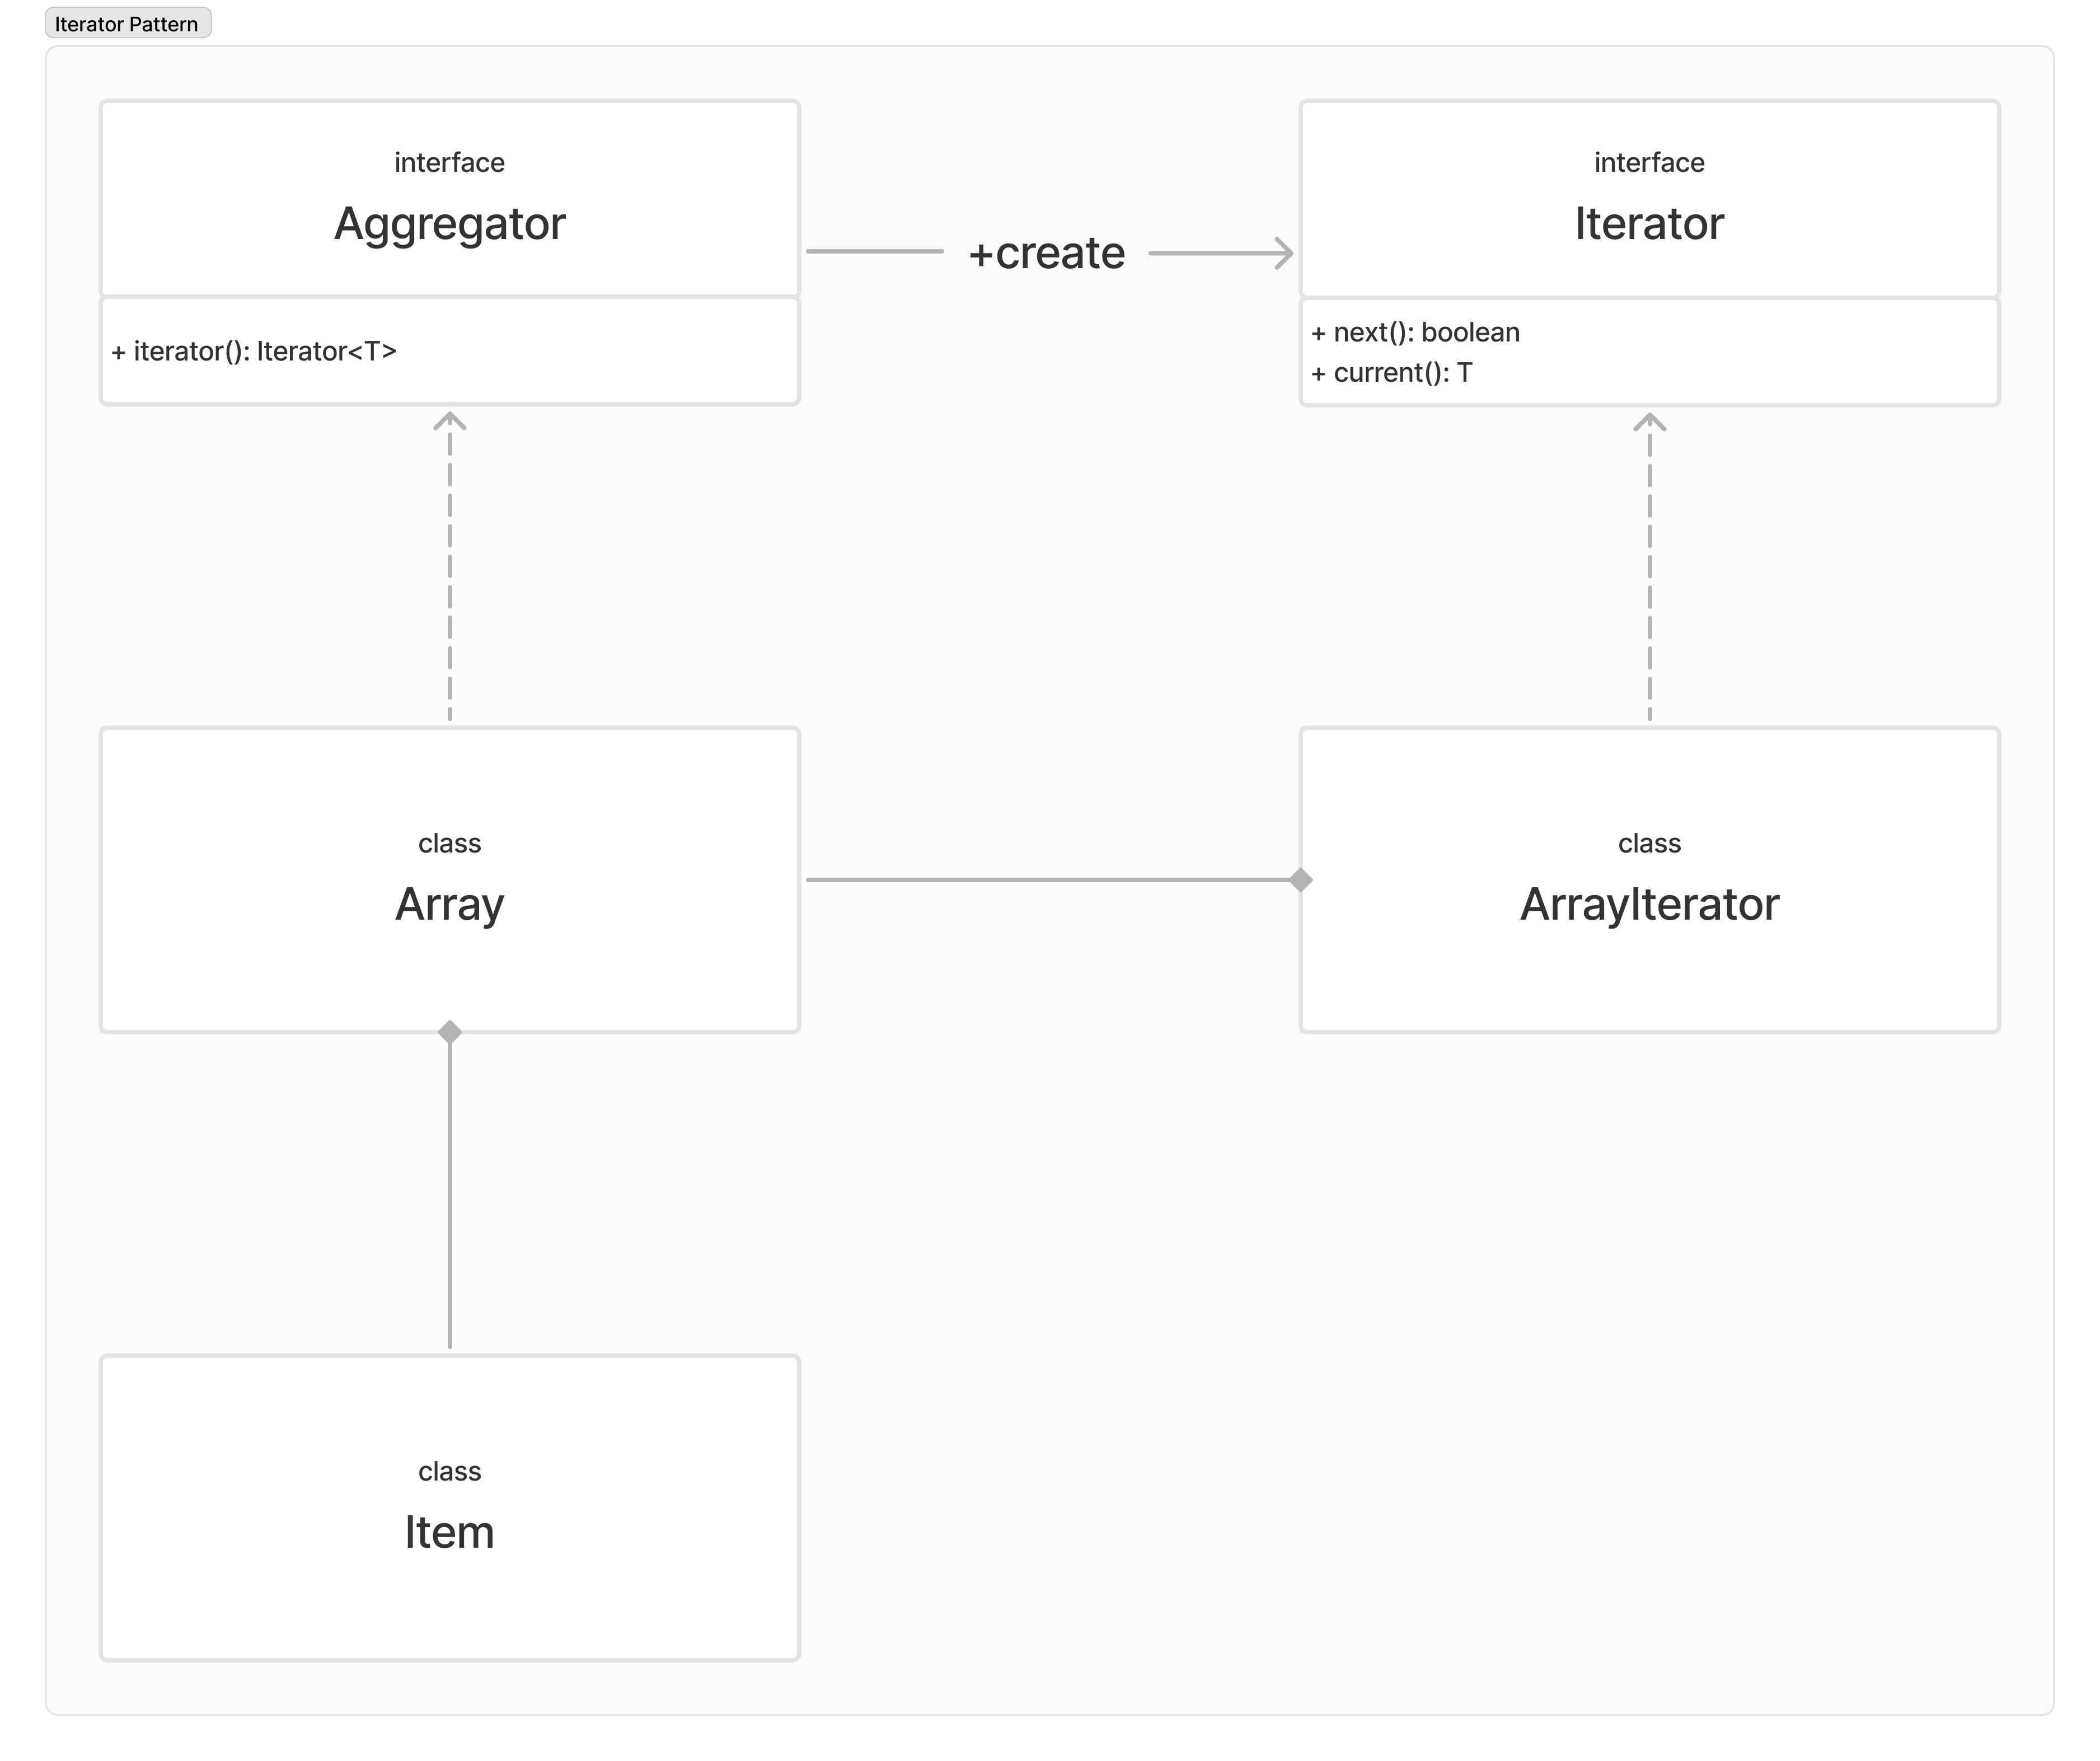 Iterator Pattern
interface
Aggregator
+ iterator(): Iterator<T>
+create
interface
Iterator
+ next(): boolean
+ current(): T
class
Array
class
ArrayIterator
class
Item